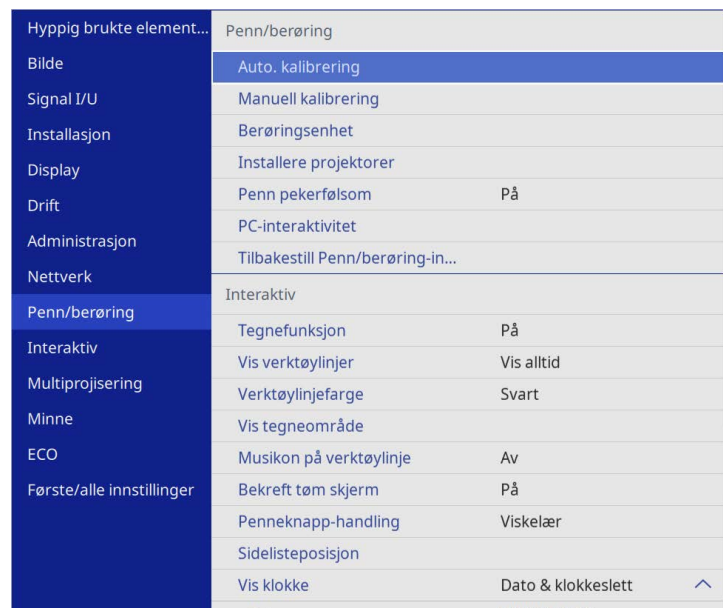 Hyppig brukte element...
Bilde
Signal I/U
Installasjon
Display
Drift
Administrasjon
Nettverk
Penn/berøring
Interaktiv
Multiprojisering
Minne
ECO
Første/alle innstillinger
Penn/berøring
Auto. kalibrering
Manuell kalibrering
Berøringsenhet
Installere projektorer
Penn pekerfølsom På
PC-interaktivitet
Tilbakestill Penn/berøring-in...
Interaktiv
Tegnefunksjon På
Vis verktøylinjer Vis alltid
Verktøylinjefarge Svart
Vis tegneområde
Musikon på verktøylinje Av
Bekreft tøm skjerm På
Penneknapp-handling Viskelær
Sidelisteposisjon
Vis klokke Dato & klokkeslett